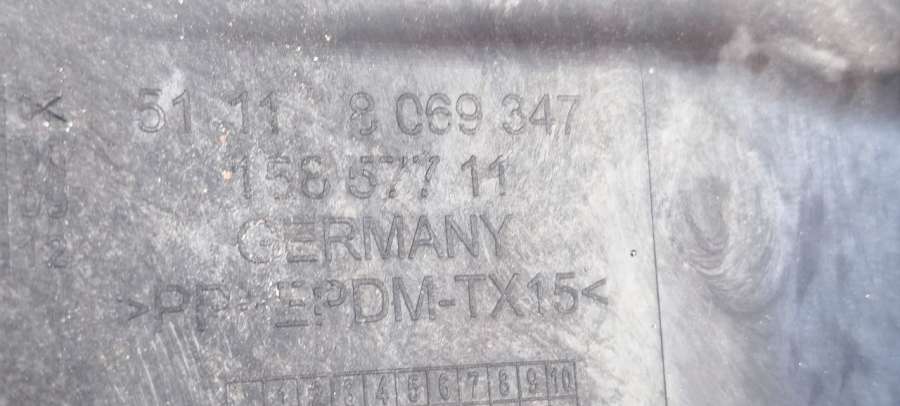 51 11 8 069 347
158 577 11
GERMANY
>PP+EPDM-TX15<
1 2 3 4 5 6 7 8 9 10